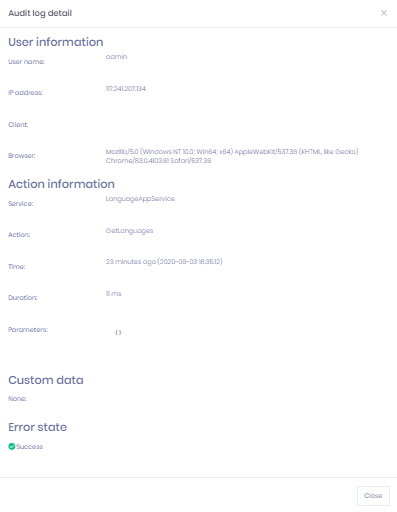 Audit log detail
User information
User name: admin
IP address: 117.241.207.134
Client:
Browser: Mozilla/5.0 (Windows NT 10.0; Win64; x64) AppleWebKit/537.36 (KHTML, like Gecko)
Chrome/83.0.4103.61 Safari/537.36
Action information
Service: LanguageAppService
Action: GetLanguages
Time: 23 minutes ago (2020-09-03 18:35:12)
Duration: 11 ms
Parameters: {}
Custom data
None:
Error state
Success
Close